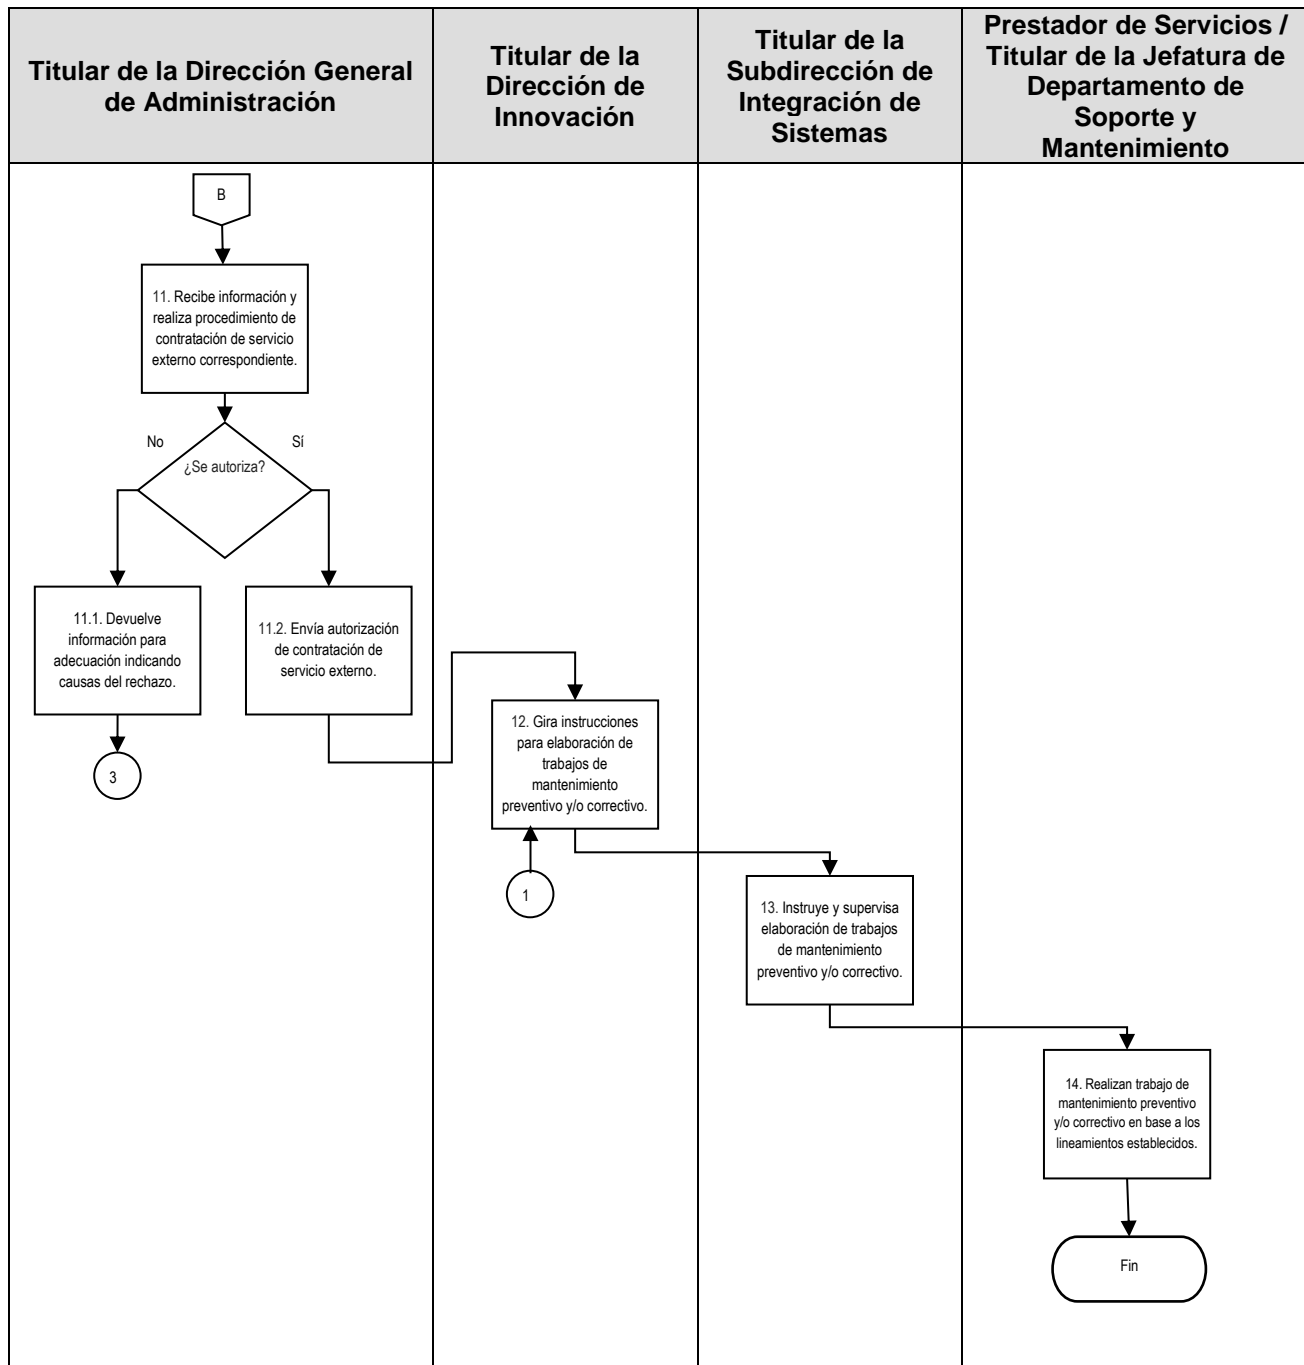 Titular de la Dirección General
de Administración
Titular de la
Dirección de
Innovación
Titular de la
Subdirección de
Integración de
Sistemas
Prestador de Servicios /
Titular de la Jefatura de
Departamento de
Soporte y
Mantenimiento
B
11. Recibe información y
realiza procedimiento de
contratación de servicio
externo correspondiente.
No
Sí
¿Se autoriza?
11.1. Devuelve
información para
adecuación indicando
causas del rechazo.
11.2. Envía autorización
de contratación de
servicio externo.
3
12. Gira instrucciones
para elaboración de
trabajos de
mantenimiento
preventivo y/o correctivo.
1
13. Instruye y supervisa
elaboración de trabajos
de mantenimiento
preventivo y/o correctivo.
14. Realizan trabajo de
mantenimiento preventivo
y/o correctivo en base a los
lineamientos establecidos.
Fin